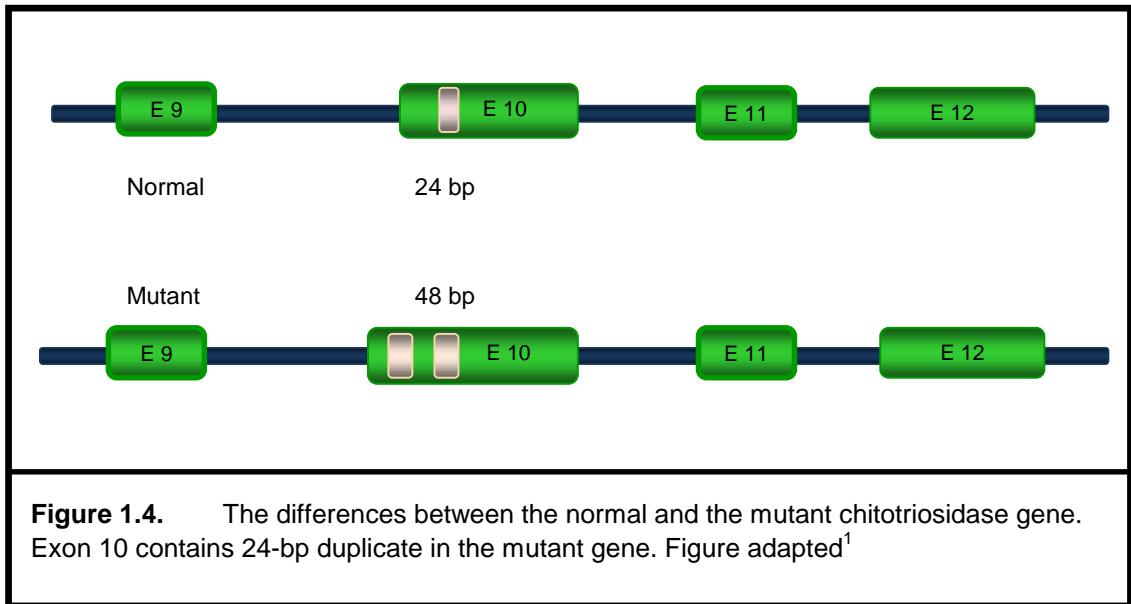 E 9 E 10 E 11 E 12
Normal 24 bp
Mutant 48 bp
E 9 E 10 E 11 E 12
Figure 1.4. The differences between the normal and the mutant chitotriosidase gene.
Exon 10 contains 24-bp duplicate in the mutant gene. Figure adapted¹